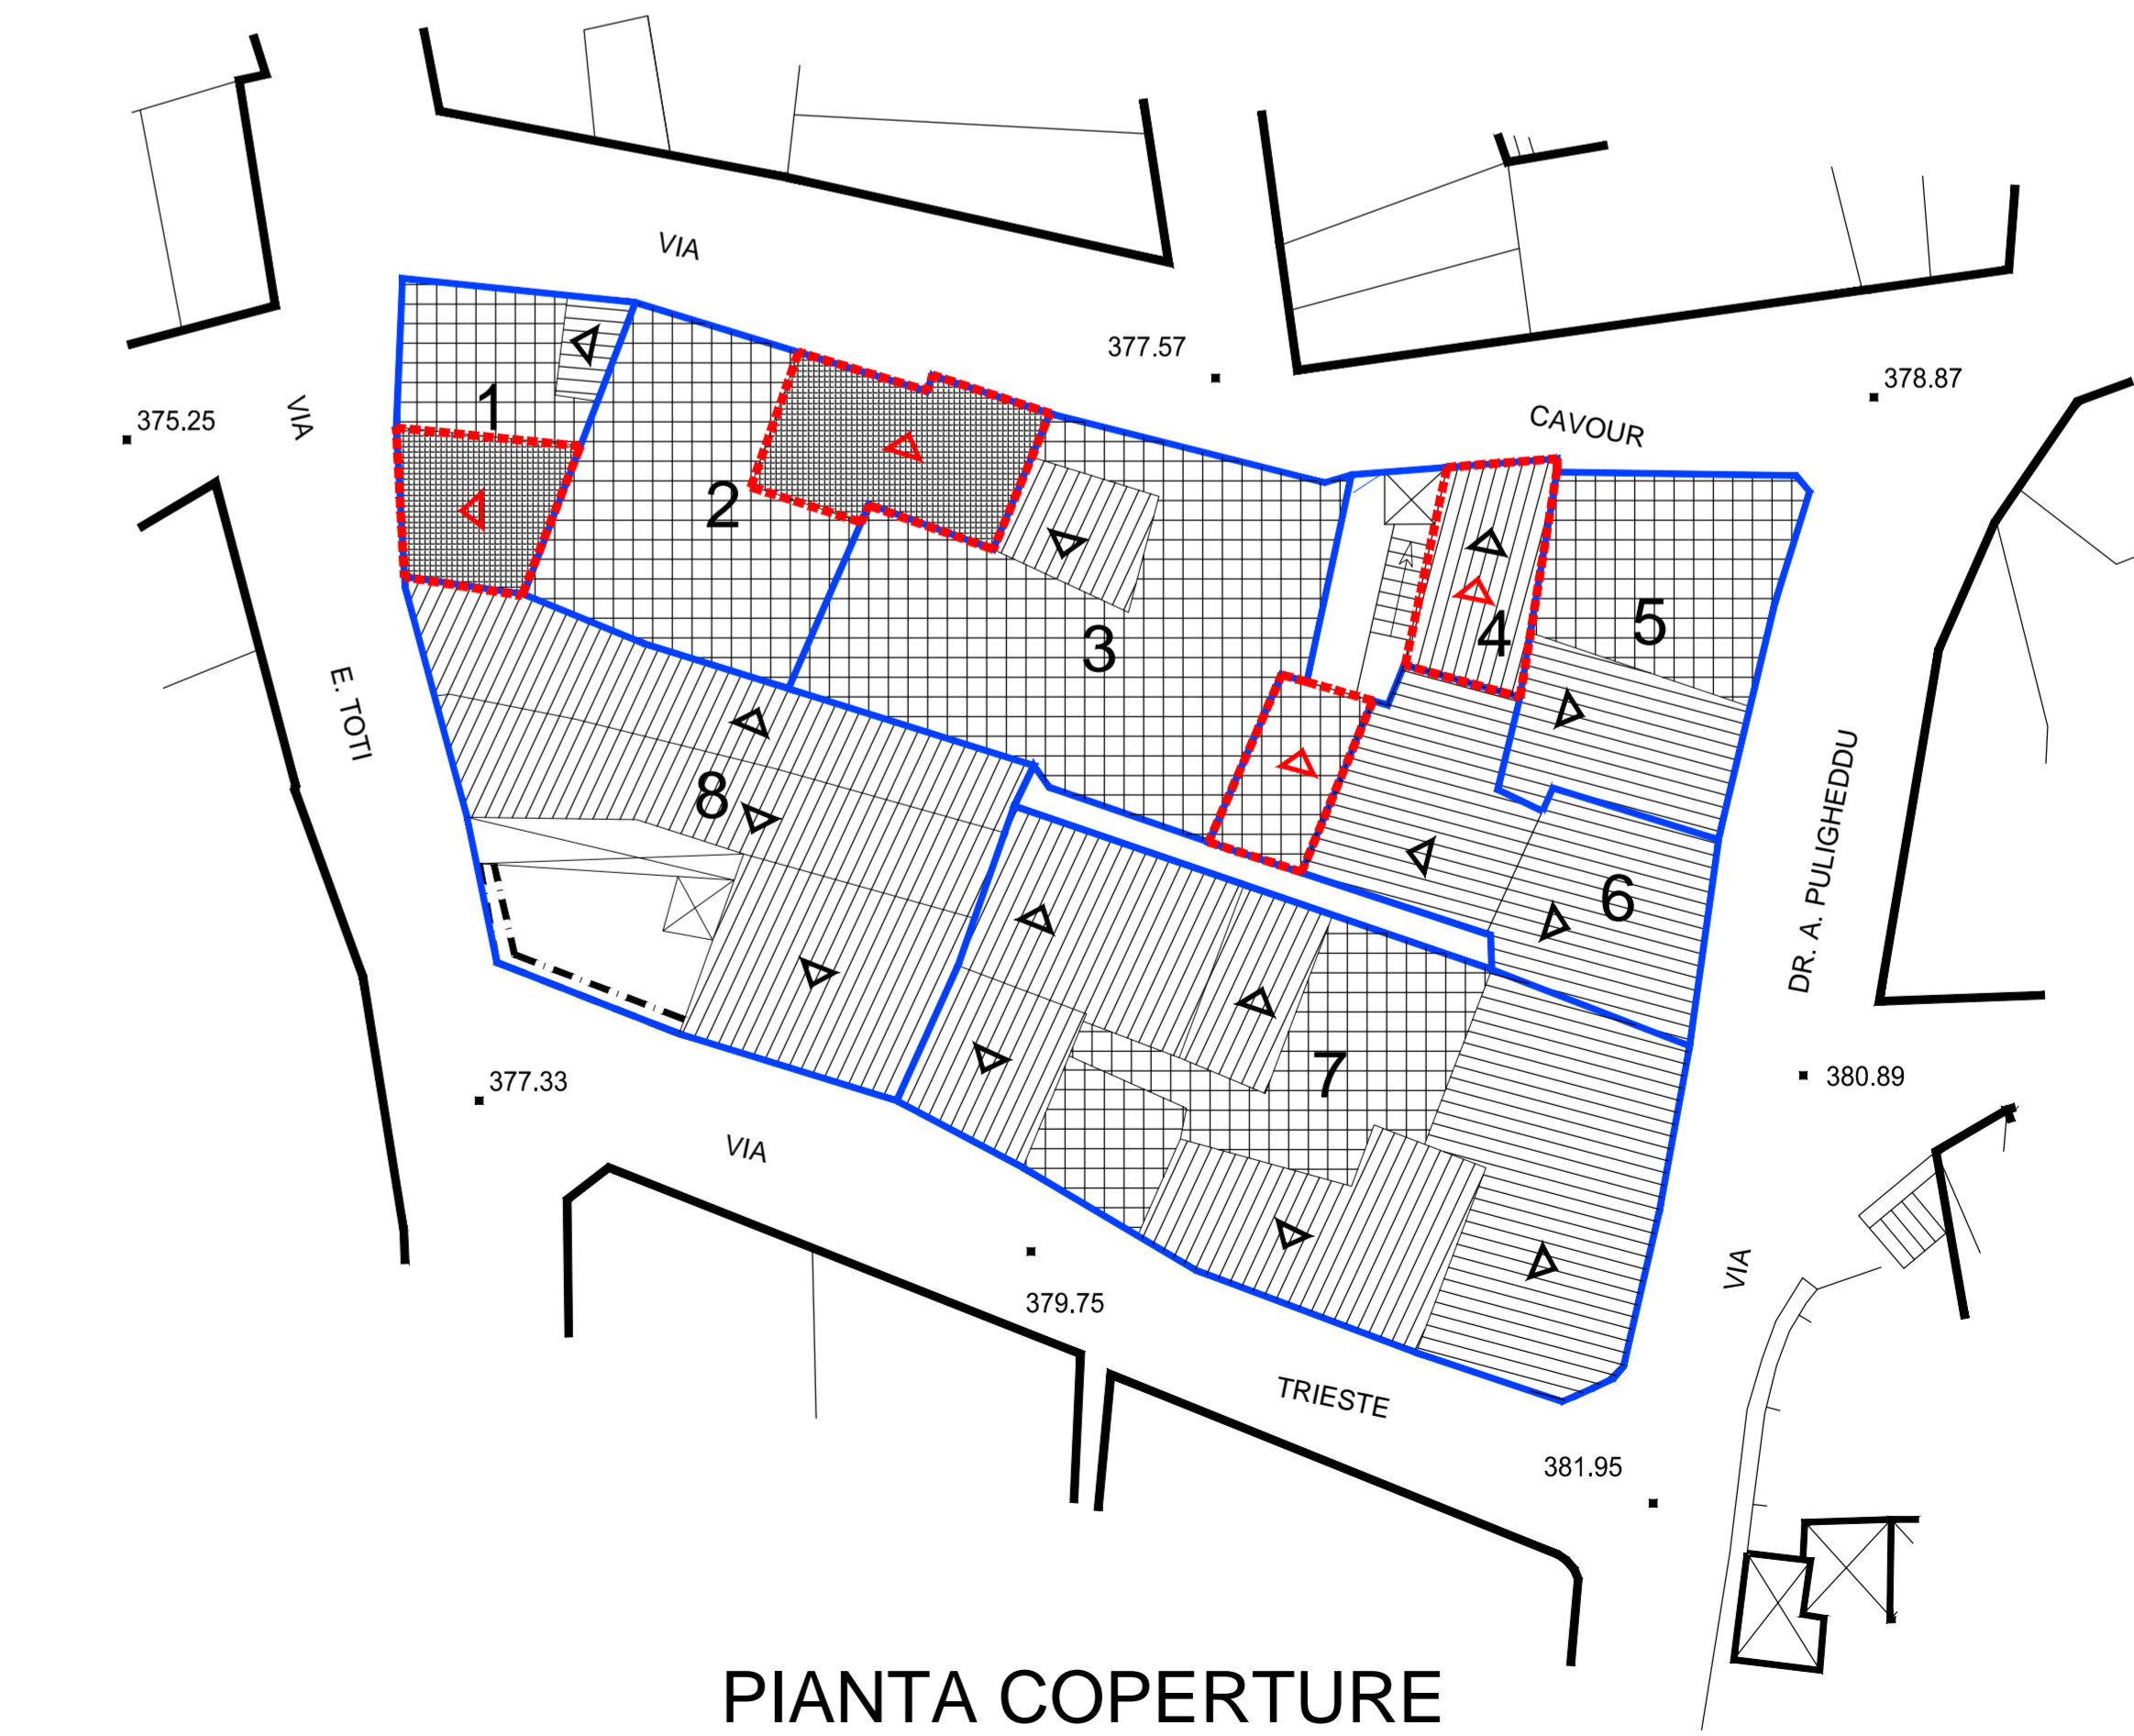 VIA
377.57
378.87
CAVOUR
375.25
VIA
1
2
3
4
5
E. TOTI
DR. A. PULIGHEDDU
8
6
7
377.33
380.89
VIA
379.75
VIA
TRIESTE
381.95
PIANTA COPERTURE